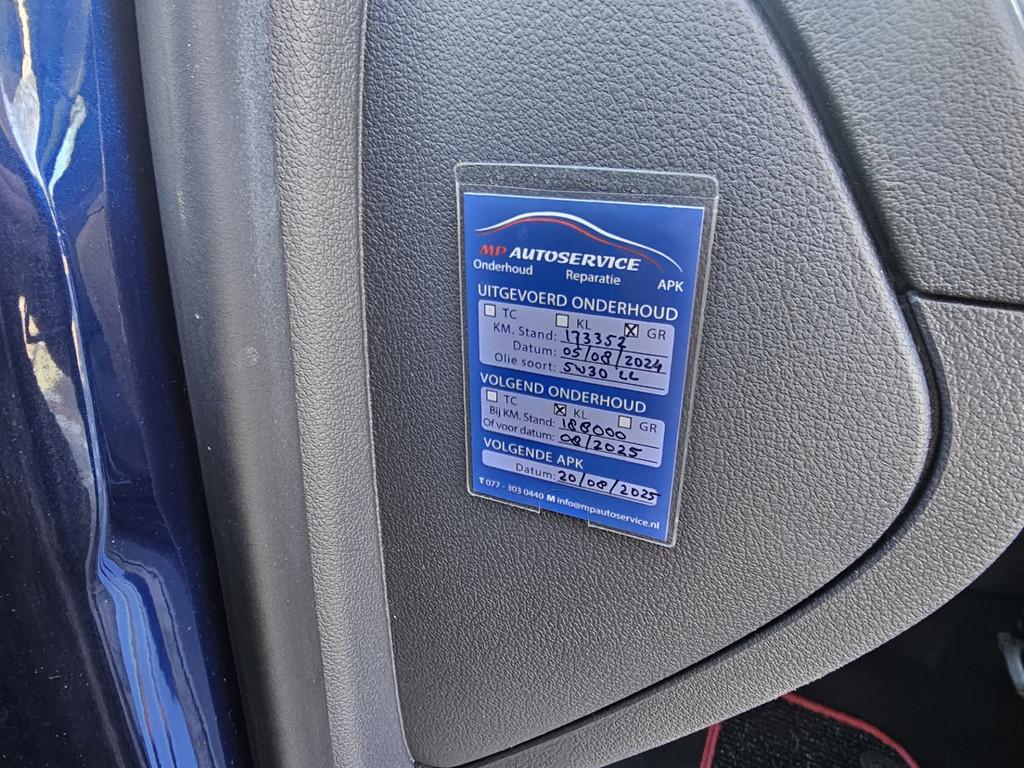 MP AUTOSERVICE
Onderhoud Reparatie APK
UITGEVOERD ONDERHOUD
TC KL GR
KM. Stand: 173352
Datum: 05/08/2024
Olie soort: 5W30 LL
VOLGEND ONDERHOUD
TC KL GR
Bij KM. Stand: 188000
Of voor datum: 08/2025
VOLGENDE APK
Datum: 20/08/2025
T 077 - 303 0440 M info@mpautoservice.nl